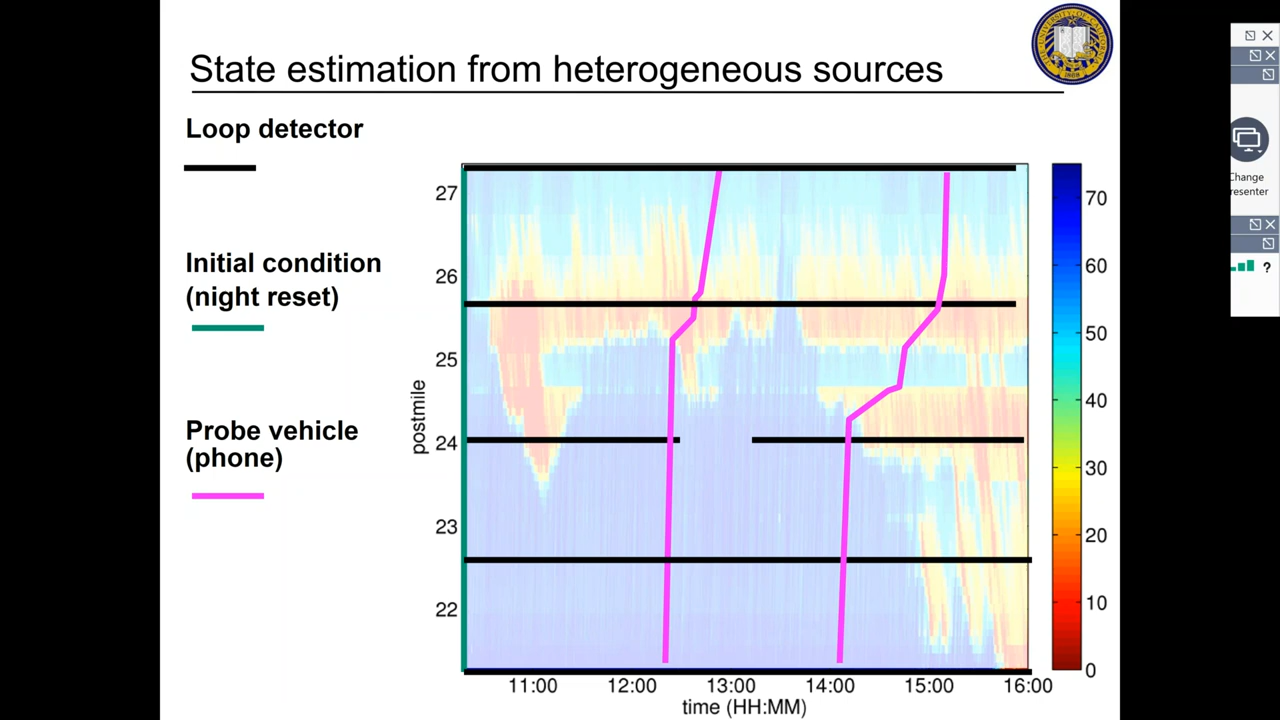 State estimation from heterogeneous sources
Loop detector
Initial condition
(night reset)
Probe vehicle
(phone)
postmile
27
26
25
24
23
22
11:00
12:00
13:00
14:00
15:00
16:00
time (HH:MM)
70
60
50
40
30
20
10
0
Change
resenter
?